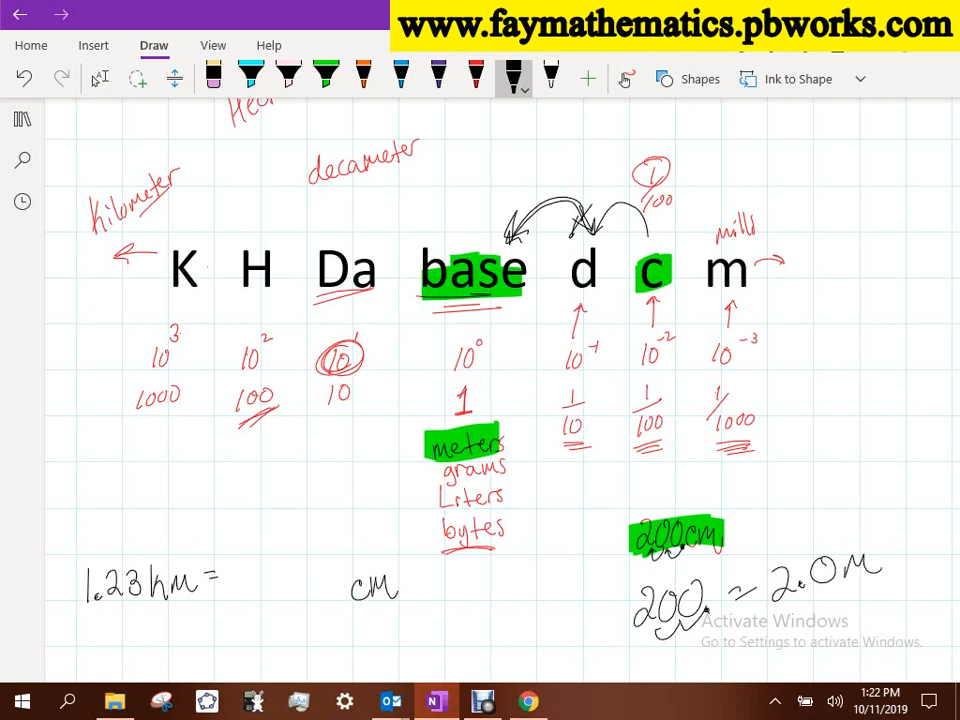 www.faymathematics.pbworks.com
Home Insert Draw View Help
Shapes Ink to Shape
decameter
1/100
Kilometer
milli
K H Da base d c m
10³ 10² 10¹ 10⁰ 10⁻¹ 10⁻² 10⁻³
1000 100 10 1 1/10 1/100 1/1000
meters
grams
Liters
bytes
200cm
1.23km = cm
200. = 2.0m
Activate Windows
Go to Settings to activate Windows.
1:22 PM
10/11/2019